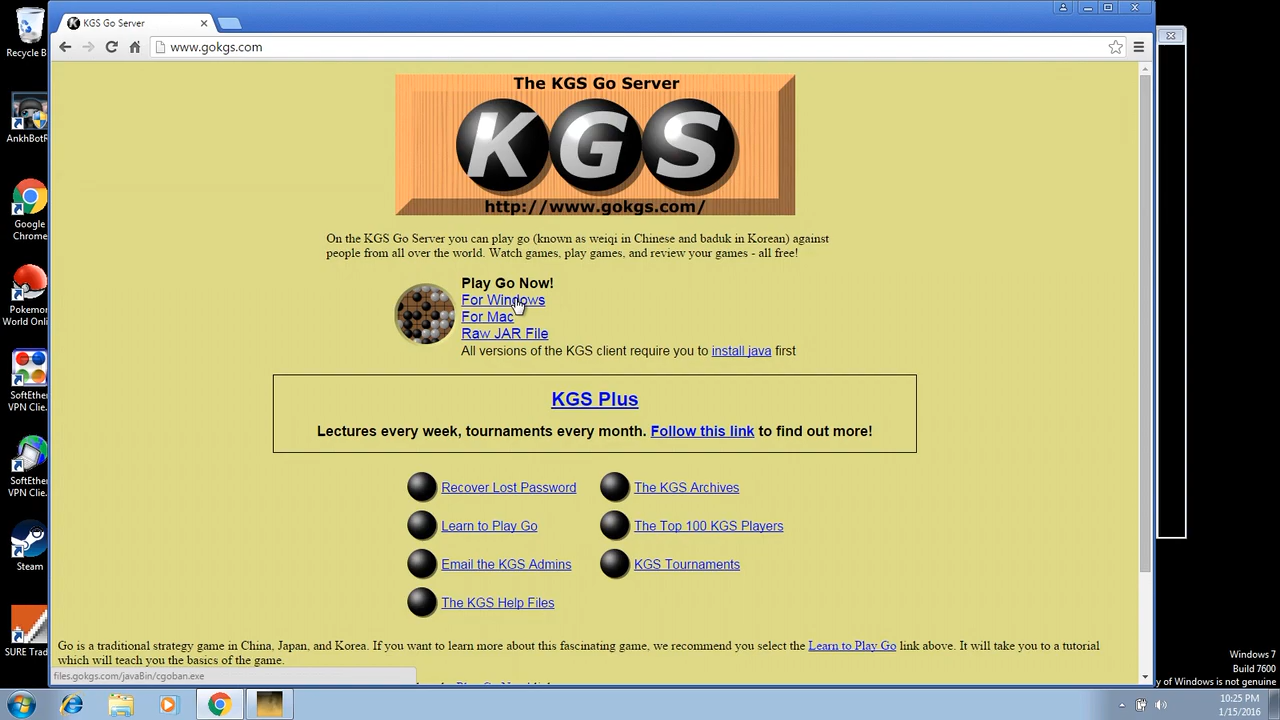 KGS Go Server
www.gokgs.com
The KGS Go Server
KGS
http://www.gokgs.com/
On the KGS Go Server you can play go (known as weiqi in Chinese and baduk in Korean) against
people from all over the world. Watch games, play games, and review your games - all free!
Play Go Now!
For Windows
For Mac
Raw JAR File
All versions of the KGS client require you to install java first
KGS Plus
Lectures every week, tournaments every month. Follow this link to find out more!
Recover Lost Password
The KGS Archives
Learn to Play Go
The Top 100 KGS Players
Email the KGS Admins
KGS Tournaments
The KGS Help Files
Go is a traditional strategy game in China, Japan, and Korea. If you want to learn more about this fascinating game, we recommend you select the Learn to Play Go link above. It will take you to a tutorial
which will teach you the basics of the game.
files.gokgs.com/javaBin/cgoban.exe
Recycle B
AnkhBotR
Google
Chrome
Pokemon
World Onli
SoftEther
VPN Clie.
SoftEther
VPN Clie..
Steam
SURE Trad
Windows 7
Build 7600
y of Windows is not genuine
10:25 PM
1/15/2016